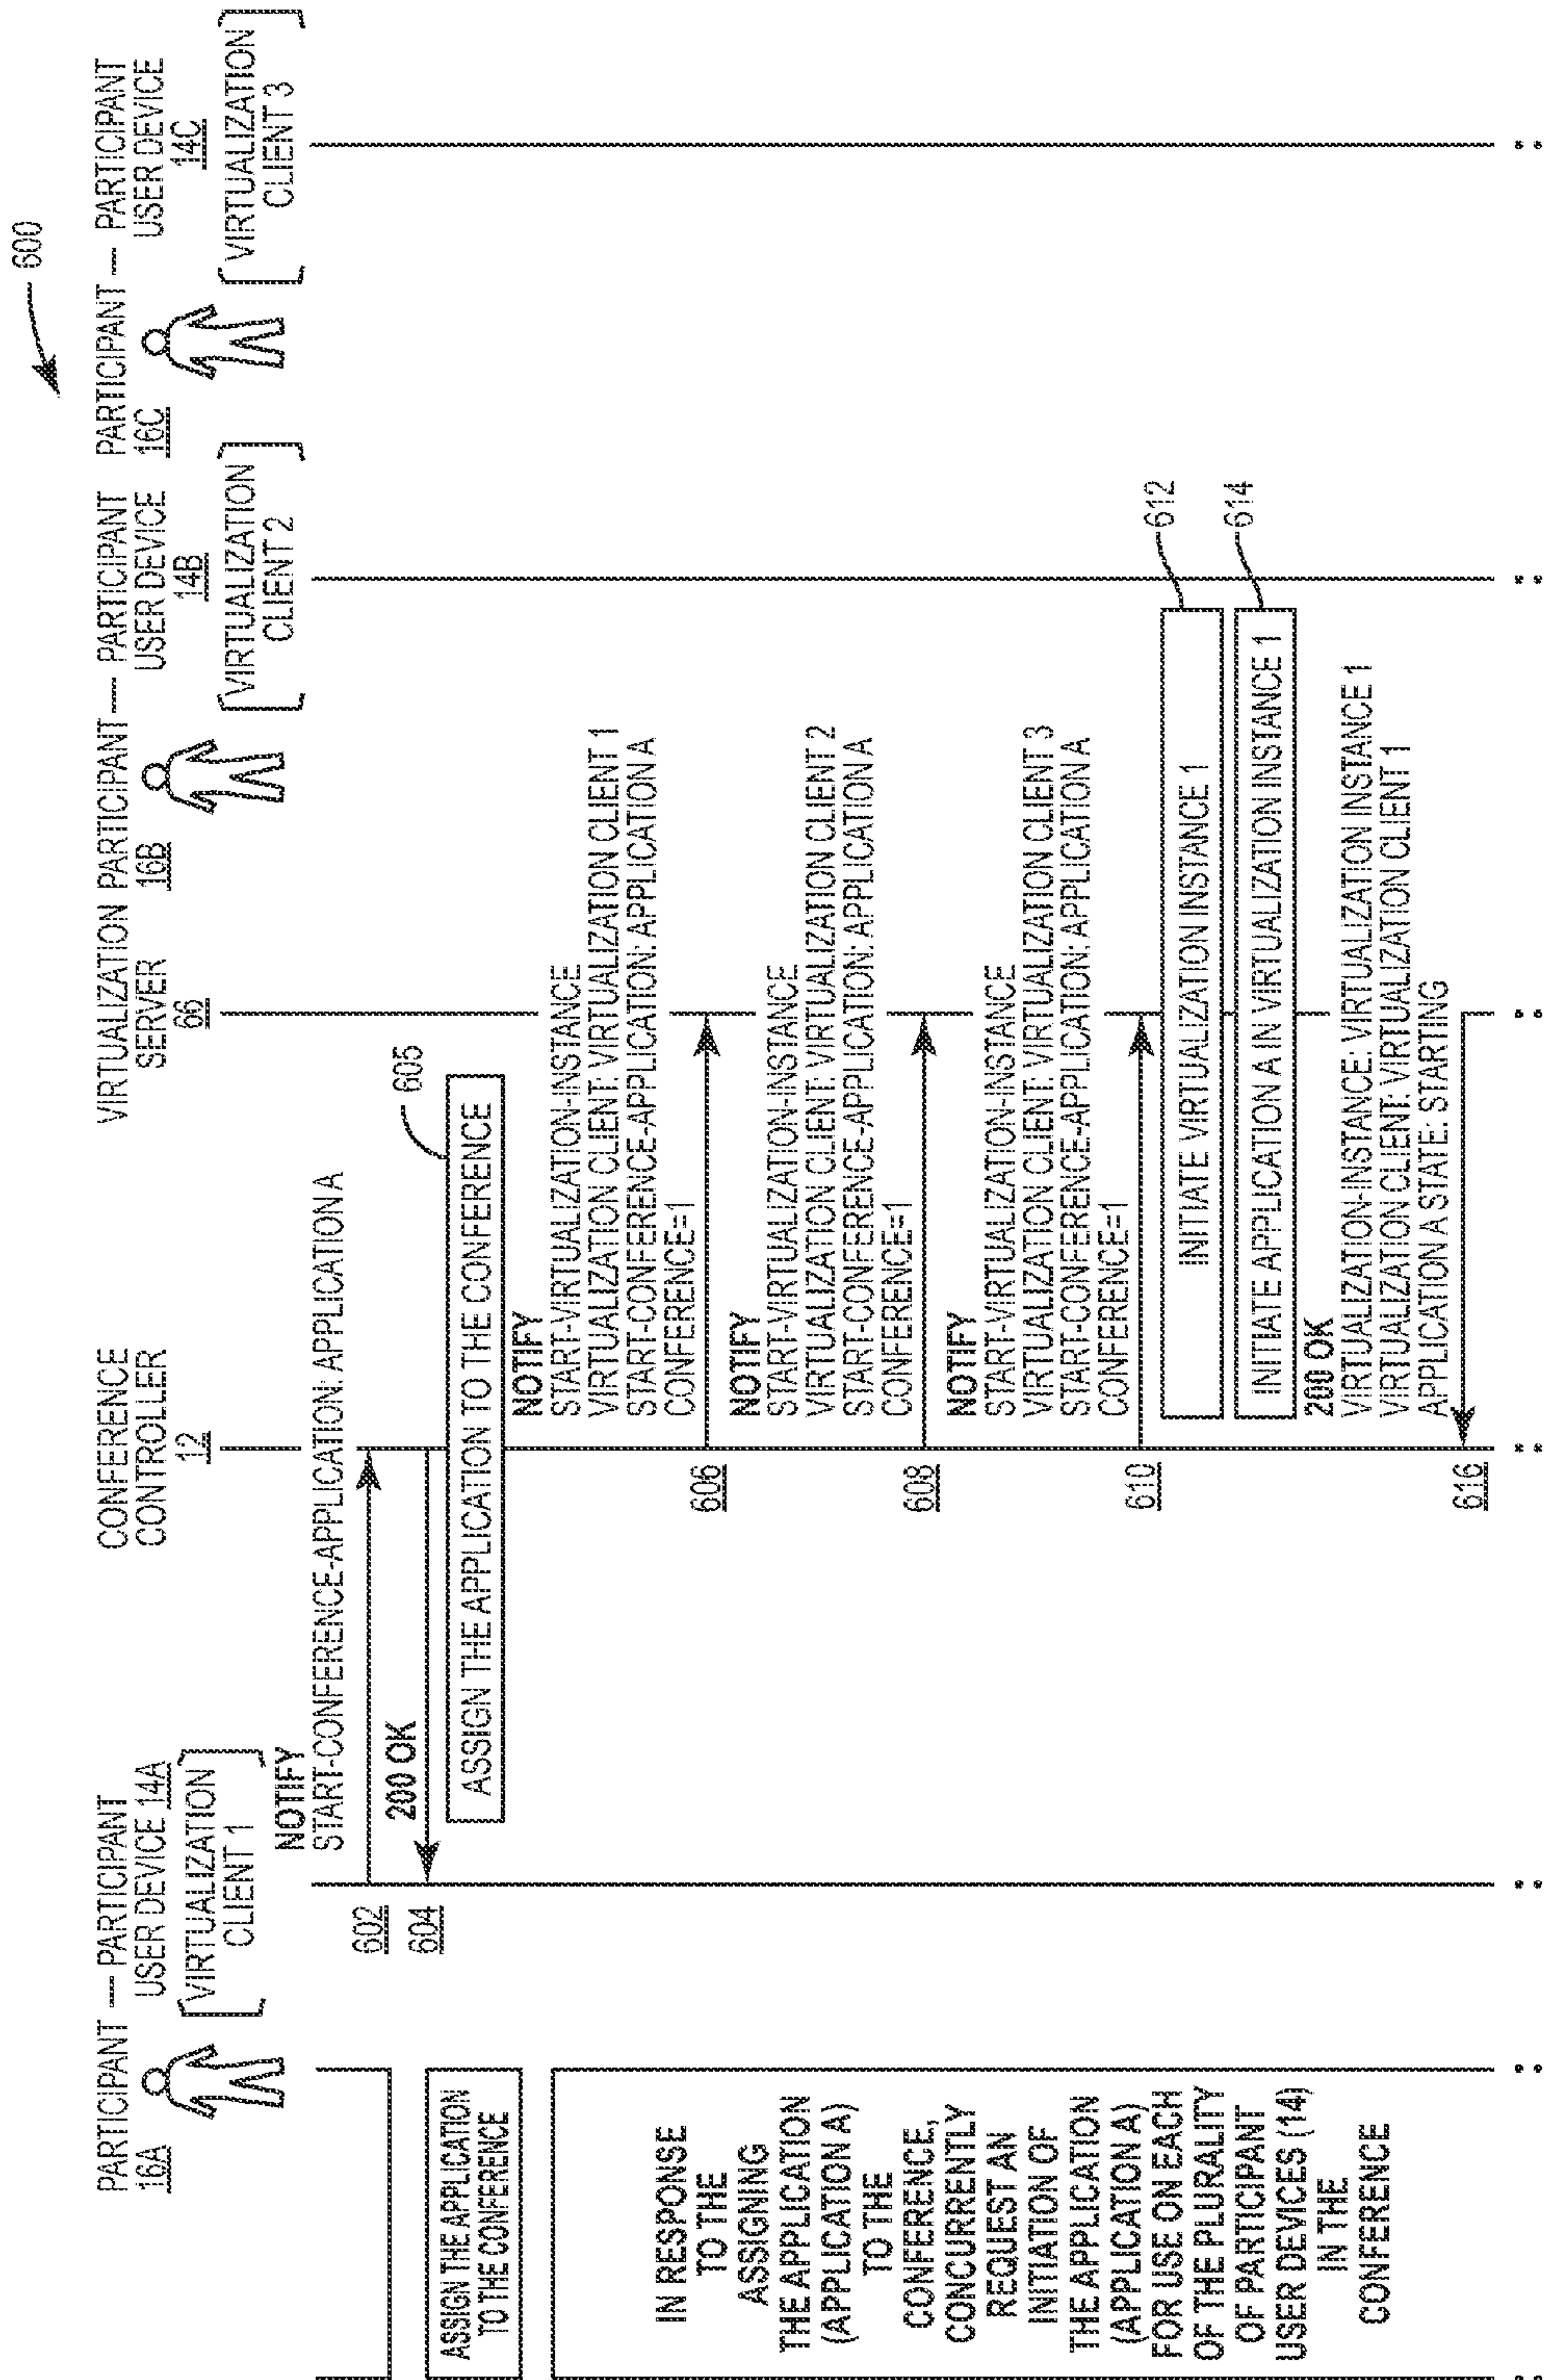 600
PARTICIPANT — PARTICIPANT
16A
USER DEVICE 14A
VIRTUALIZATION
CLIENT 1
CONFERENCE
CONTROLLER
12
VIRTUALIZATION
SERVER
66
PARTICIPANT — PARTICIPANT
16B
USER DEVICE
14B
VIRTUALIZATION
CLIENT 2
PARTICIPANT — PARTICIPANT
16C
USER DEVICE
14C
VIRTUALIZATION
CLIENT 3
NOTIFY
START-CONFERENCE-APPLICATION: APPLICATION A
602
200 OK
604
ASSIGN THE APPLICATION
TO THE CONFERENCE
ASSIGN THE APPLICATION TO THE CONFERENCE
605
IN RESPONSE
TO THE
ASSIGNING
THE APPLICATION
(APPLICATION A)
TO THE
CONFERENCE,
CONCURRENTLY
REQUEST AN
INITIATION OF
THE APPLICATION
(APPLICATION A)
FOR USE ON EACH
OF THE PLURALITY
OF PARTICIPANT
USER DEVICES (14)
IN THE
CONFERENCE
NOTIFY
START-VIRTUALIZATION-INSTANCE
VIRTUALIZATION CLIENT: VIRTUALIZATION CLIENT 1
START-CONFERENCE-APPLICATION: APPLICATION A
CONFERENCE=1
606
NOTIFY
START-VIRTUALIZATION-INSTANCE
VIRTUALIZATION CLIENT: VIRTUALIZATION CLIENT 2
START-CONFERENCE-APPLICATION: APPLICATION A
CONFERENCE=1
608
NOTIFY
START-VIRTUALIZATION-INSTANCE
VIRTUALIZATION CLIENT: VIRTUALIZATION CLIENT 3
START-CONFERENCE-APPLICATION: APPLICATION A
CONFERENCE=1
610
INITIATE VIRTUALIZATION INSTANCE 1
612
INITIATE APPLICATION A IN VIRTUALIZATION INSTANCE 1
614
200 OK
VIRTUALIZATION-INSTANCE: VIRTUALIZATION INSTANCE 1
VIRTUALIZATION CLIENT: VIRTUALIZATION CLIENT 1
APPLICATION A STATE: STARTING
616